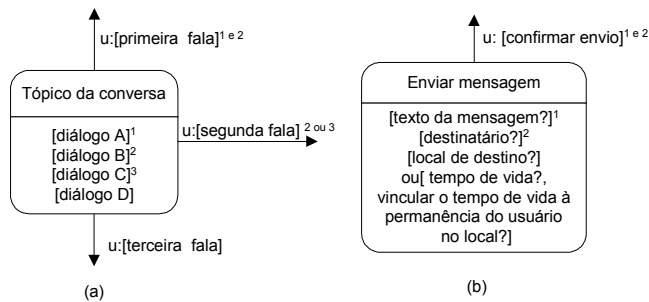 u:[primeira fala]1 e 2
Tópico da conversa
[diálogo A]1
[diálogo B]2
[diálogo C]3
[diálogo D]
u:[segunda fala] 2 ou 3
u:[terceira fala]
(a)
u: [confirmar envio]1 e 2
Enviar mensagem
[texto da mensagem?]1
[destinatário?]2
[local de destino?]
ou[ tempo de vida?,
vincular o tempo de vida à
permanência do usuário
no local?]
(b)